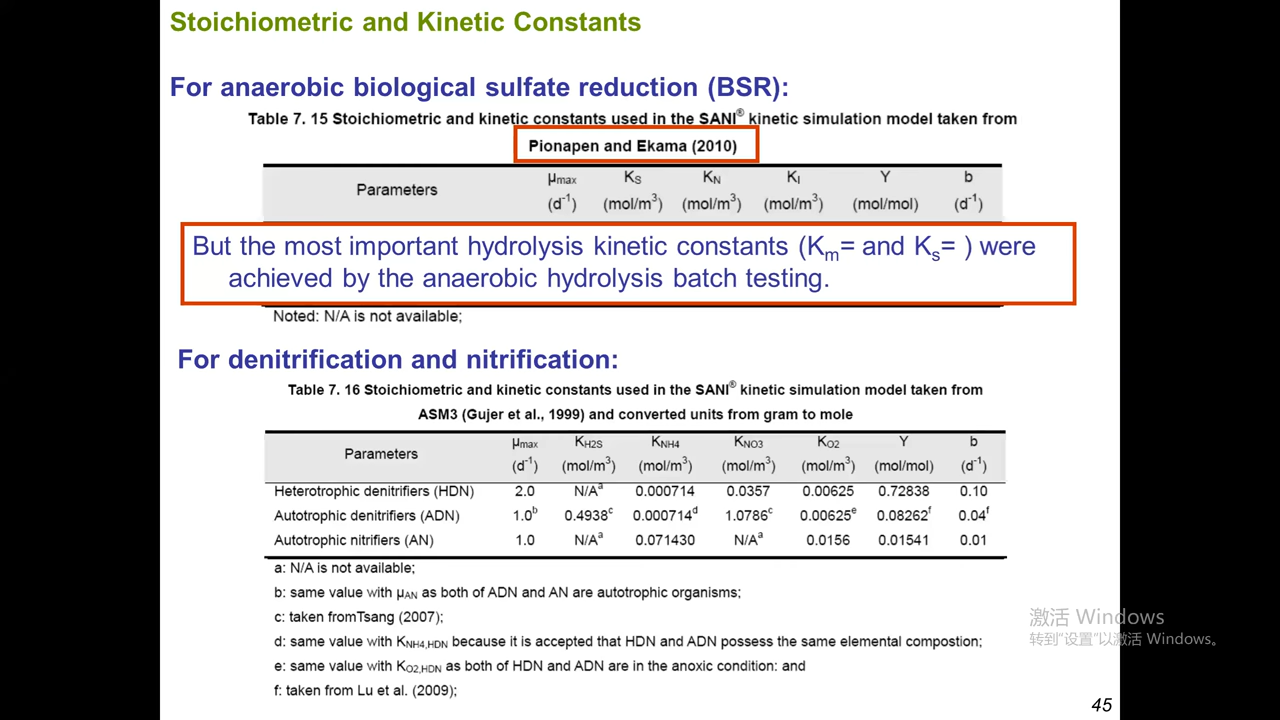 Stoichiometric and Kinetic Constants
For anaerobic biological sulfate reduction (BSR):
Table 7. 15 Stoichiometric and kinetic constants used in the SANI® kinetic simulation model taken from
Pionapen and Ekama (2010)
Parameters μmax (d-1) KS (mol/m3) KN (mol/m3) KI (mol/m3) Y (mol/mol) b (d-1)
But the most important hydrolysis kinetic constants (Km= and Ks= ) were
achieved by the anaerobic hydrolysis batch testing.
Noted: N/A is not available;
For denitrification and nitrification:
Table 7. 16 Stoichiometric and kinetic constants used in the SANI® kinetic simulation model taken from
ASM3 (Gujer et al., 1999) and converted units from gram to mole
Parameters μmax (d-1) KH2S (mol/m3) KNH4 (mol/m3) KNO3 (mol/m3) KO2 (mol/m3) Y (mol/mol) b (d-1)
Heterotrophic denitrifiers (HDN) 2.0 N/Aa 0.000714 0.0357 0.00625 0.72838 0.10
Autotrophic denitrifiers (ADN) 1.0b 0.4938c 0.000714d 1.0786c 0.00625e 0.08262f 0.04f
Autotrophic nitrifiers (AN) 1.0 N/Aa 0.071430 N/Aa 0.0156 0.01541 0.01
a: N/A is not available;
b: same value with μAN as both of ADN and AN are autotrophic organisms;
c: taken fromTsang (2007);
d: same value with KNH4,HDN because it is accepted that HDN and ADN possess the same elemental compostion;
e: same value with KO2,HDN as both of HDN and ADN are in the anoxic condition: and
f: taken from Lu et al. (2009);
激活 Windows
转到"设置"以激活 Windows。
45